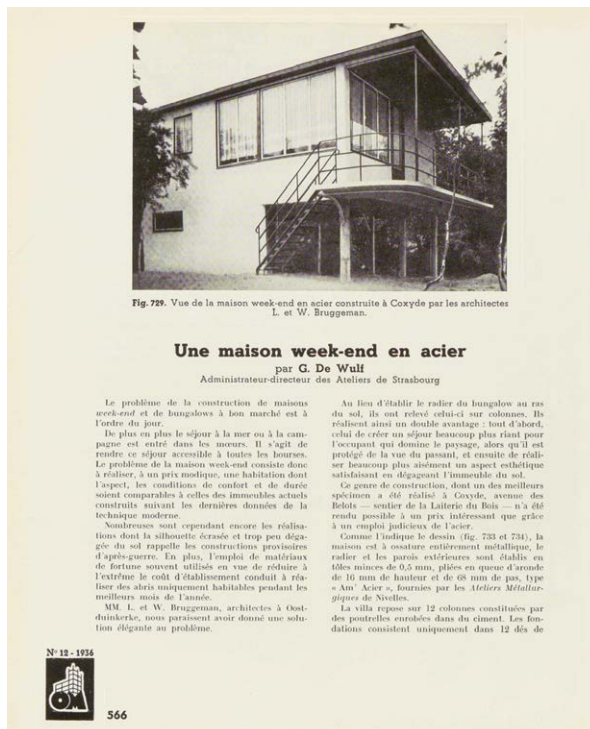 Fig. 729. Vue de la maison week-end en acier construite à Coxyde par les architectes
L. et W. Bruggeman.
Une maison week-end en acier
par G. De Wulf
Administrateur-directeur des Ateliers de Strasbourg
Le problème de la construction de maisons
week-end et de bungalows à bon marché est à
l'ordre du jour.
De plus en plus le séjour à la mer ou à la cam-
pagne est entré dans les mœurs. Il s'agit de
rendre ce séjour accessible à toutes les bourses.
Le problème de la maison week-end consiste donc
à réaliser, à un prix modique, une habitation dont
l'aspect, les conditions de confort et de durée
soient comparables à celles des immeubles actuels
construits suivant les dernières données de la
technique moderne.
Nombreuses sont cependant encore les réalisa-
tions dont la silhouette écrasée et trop peu déga-
gée du sol rappelle les constructions provisoires
d'après-guerre. En plus, l'emploi de matériaux
de fortune souvent utilisés en vue de réduire à
l'extrême le coût d'établissement conduit à réa-
liser des abris uniquement habitables pendant les
meilleurs mois de l'année.
MM. L. et W. Bruggeman, architectes à Oost-
duinkerke, nous paraissent avoir donné une solu-
tion élégante au problème.
Au lieu d'établir le radier du bungalow au ras
du sol, ils ont relevé celui-ci sur colonnes. Ils
réalisent ainsi un double avantage : tout d'abord,
celui de créer un séjour beaucoup plus riant pour
l'occupant qui domine le paysage, alors qu'il est
protégé de la vue du passant, et ensuite de réali-
ser beaucoup plus aisément un aspect esthétique
satisfaisant en dégageant l'immeuble du sol.
Ce genre de construction, dont un des meilleurs
spécimen a été réalisé à Coxyde, avenue des
Belots — sentier de la Laiterie du Bois — n'a été
rendu possible à un prix intéressant que grâce
à un emploi judicieux de l'acier.
Comme l'indique le dessin (fig. 733 et 734), la
maison est à ossature entièrement métallique, le
radier et les parois extérieures sont établis en
tôles minces de 0,5 mm, pliées en queue d'aronde
de 16 mm de hauteur et de 68 mm de pas, type
« Am' Acier », fournies par les Ateliers Métallur-
giques de Nivelles.
La villa repose sur 12 colonnes constituées par
des poutrelles enrobées dans du ciment. Les fon-
dations consistent uniquement dans 12 dés de
N° 12 - 1936
OM
566